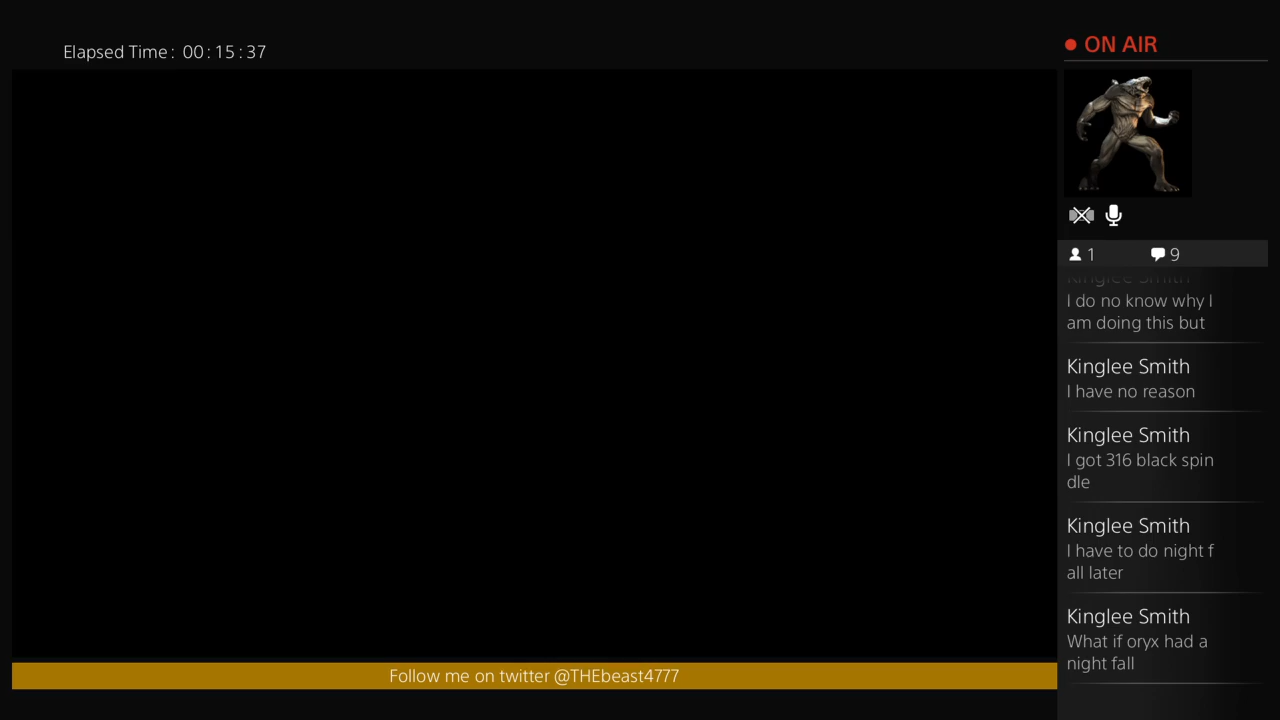 Elapsed Time: 00:15:37
ON AIR
1
9
Kinglee Smith
I do no know why I
am doing this but
Kinglee Smith
I have no reason
Kinglee Smith
I got 316 black spin
dle
Kinglee Smith
I have to do night f
all later
Kinglee Smith
What if oryx had a
night fall
Follow me on twitter @THEbeast4777